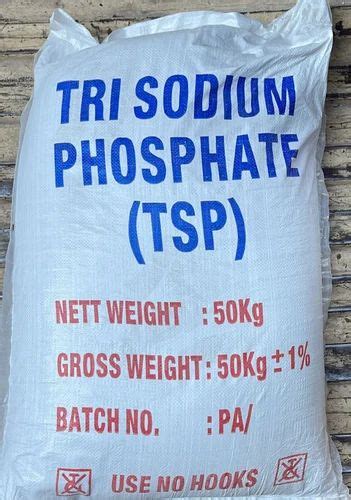 TRI SODIUM
PHOSPHATE
(TSP)
NETT WEIGHT : 50Kg
GROSS WEIGHT : 50Kg ± 1%
BATCH NO. : PA/
USE NO HOOKS